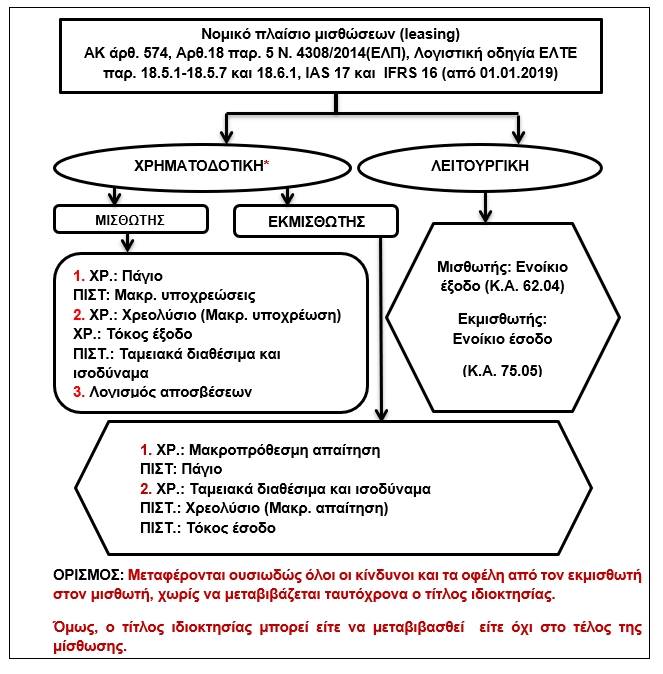 Νομικό πλαίσιο μισθώσεων (leasing)
ΑΚ άρθ. 574, Αρθ.18 παρ. 5 Ν. 4308/2014(ΕΛΠ), Λογιστική οδηγία ΕΛΤΕ
παρ. 18.5.1-18.5.7 και 18.6.1, IAS 17 και IFRS 16 (από 01.01.2019)
ΧΡΗΜΑΤΟΔΟΤΙΚΗ*
ΛΕΙΤΟΥΡΓΙΚΗ
ΜΙΣΘΩΤΗΣ
ΕΚΜΙΣΘΩΤΗΣ
1. ΧΡ.: Πάγιο
ΠΙΣΤ: Μακρ. υποχρεώσεις
2. ΧΡ.: Χρεολύσιο (Μακρ. υποχρέωση)
ΧΡ.: Τόκος έξοδο
ΠΙΣΤ.: Ταμειακά διαθέσιμα και
ισοδύναμα
3. Λογισμός αποσβέσεων
Μισθωτής: Ενοίκιο
έξοδο (Κ.Α. 62.04)
Εκμισθωτής:
Ενοίκιο έσοδο
(Κ.Α. 75.05)
1. ΧΡ.: Μακροπρόθεσμη απαίτηση
ΠΙΣΤ: Πάγιο
2. ΧΡ.: Ταμειακά διαθέσιμα και ισοδύναμα
ΠΙΣΤ.: Χρεολύσιο (Μακρ. απαίτηση)
ΠΙΣΤ.: Τόκος έσοδο
ΟΡΙΣΜΟΣ: Μεταφέρονται ουσιωδώς όλοι οι κίνδυνοι και τα οφέλη από τον εκμισθωτή
στον μισθωτή, χωρίς να μεταβιβάζεται ταυτόχρονα ο τίτλος ιδιοκτησίας.
Όμως, ο τίτλος ιδιοκτησίας μπορεί είτε να μεταβιβασθεί είτε όχι στο τέλος της
μίσθωσης.